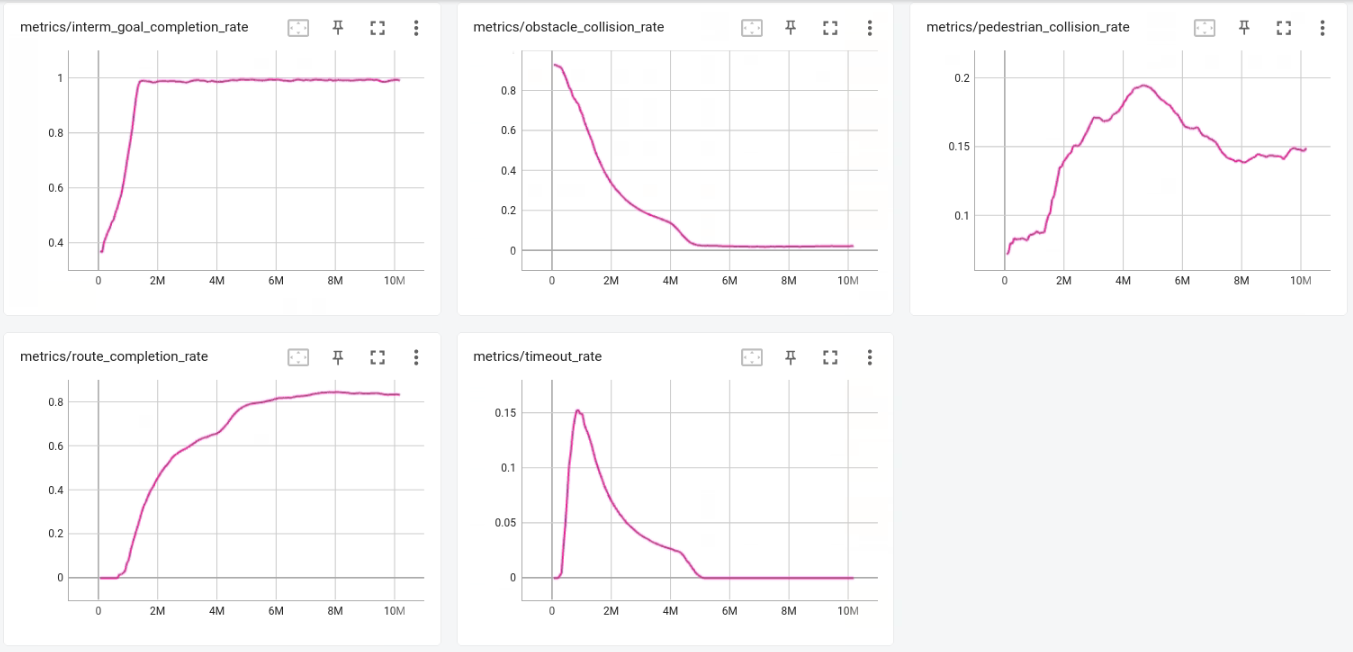 metrics/interm_goal_completion_rate
1
0.8
0.6
0.4
0 2M 4M 6M 8M 10M
metrics/obstacle_collision_rate
0.8
0.6
0.4
0.2
0
0 2M 4M 6M 8M 10M
metrics/pedestrian_collision_rate
0.2
0.15
0.1
0 2M 4M 6M 8M 10M
metrics/route_completion_rate
0.8
0.6
0.4
0.2
0
0 2M 4M 6M 8M 10M
metrics/timeout_rate
0.15
0.1
0.05
0
0 2M 4M 6M 8M 10M